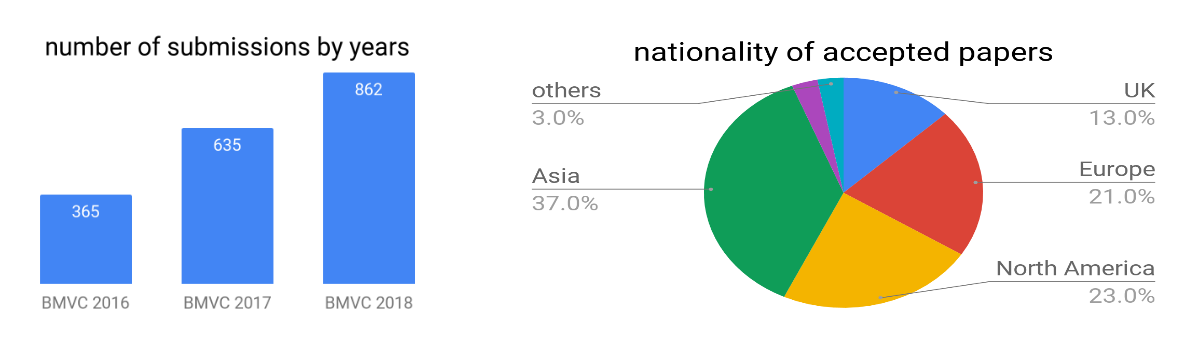 number of submissions by years
365
635
862
BMVC 2016
BMVC 2017
BMVC 2018
nationality of accepted papers
others
3.0%
Asia
37.0%
UK
13.0%
Europe
21.0%
North America
23.0%